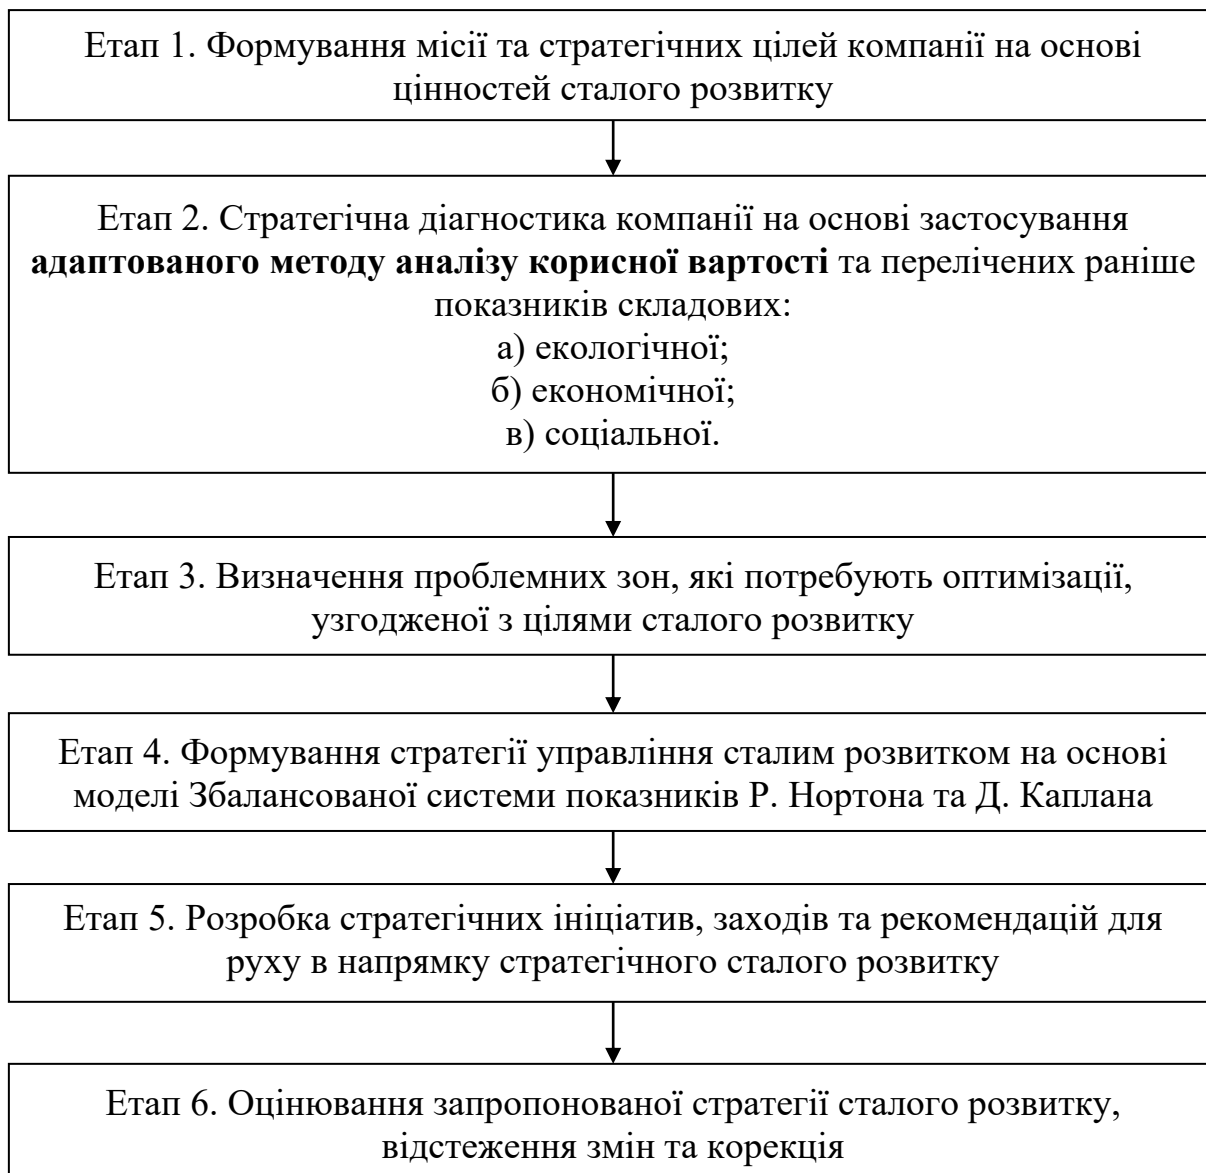 Етап 1. Формування місії та стратегічних цілей компанії на основі
цінностей сталого розвитку
Етап 2. Стратегічна діагностика компанії на основі застосування
адаптованого методу аналізу корисної вартості та перелічених раніше
показників складових:
а) екологічної;
б) економічної;
в) соціальної.
Етап 3. Визначення проблемних зон, які потребують оптимізації,
узгодженої з цілями сталого розвитку
Етап 4. Формування стратегії управління сталим розвитком на основі
моделі Збалансованої системи показників Р. Нортона та Д. Каплана
Етап 5. Розробка стратегічних ініціатив, заходів та рекомендацій для
руху в напрямку стратегічного сталого розвитку
Етап 6. Оцінювання запропонованої стратегії сталого розвитку,
відстеження змін та корекція